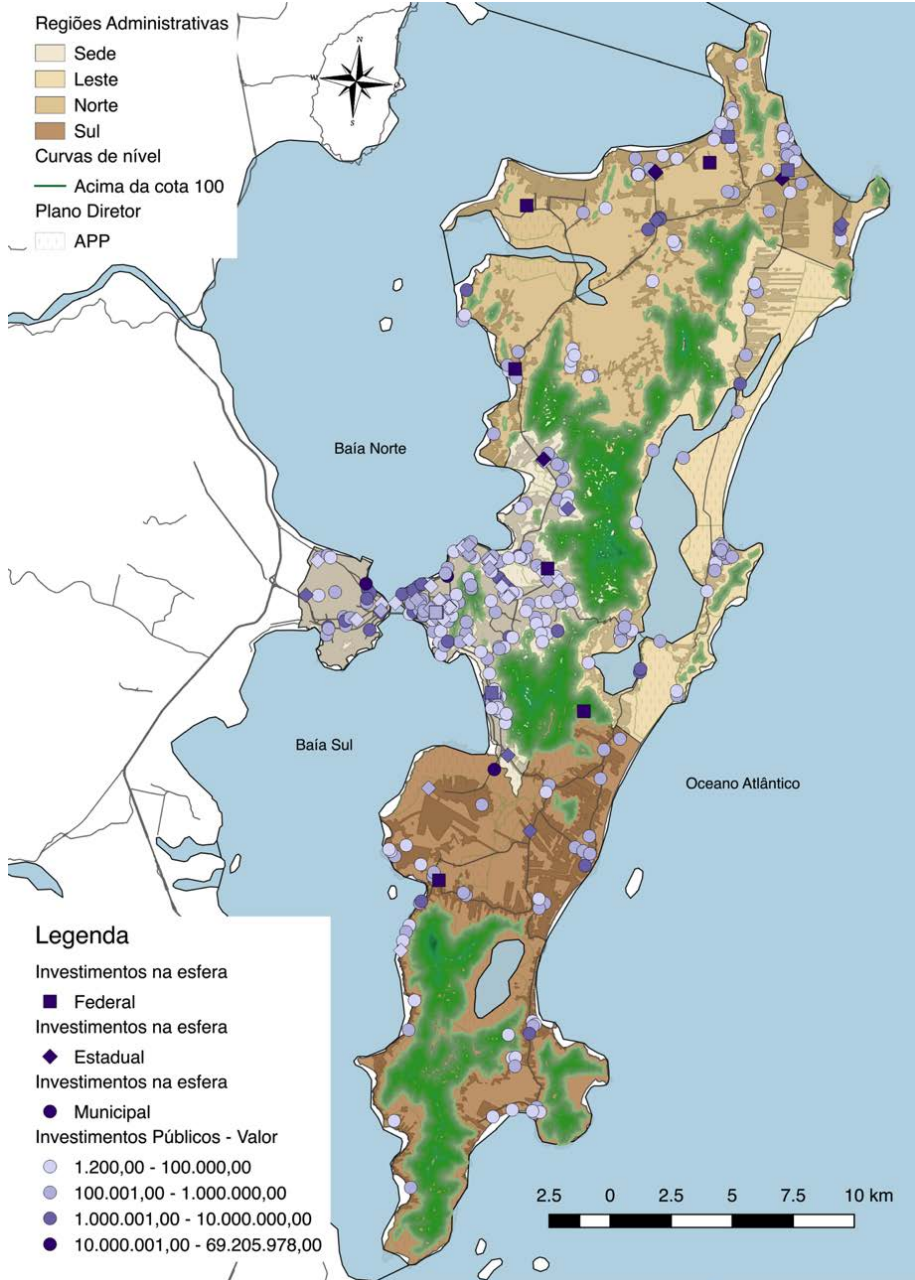 Regiões Administrativas
Sede
Leste
Norte
Sul
Curvas de nível
Acima da cota 100
Plano Diretor
APP
N
W
S
Baía Norte
Baía Sul
Oceano Atlântico
Legenda
Investimentos na esfera
Federal
Investimentos na esfera
Estadual
Investimentos na esfera
Municipal
Investimentos Públicos - Valor
1.200,00 - 100.000,00
100.001,00 - 1.000.000,00
1.000.001,00 - 10.000.000,00
10.000.001,00 - 69.205.978,00
2.5 0 2.5 5 7.5 10 km